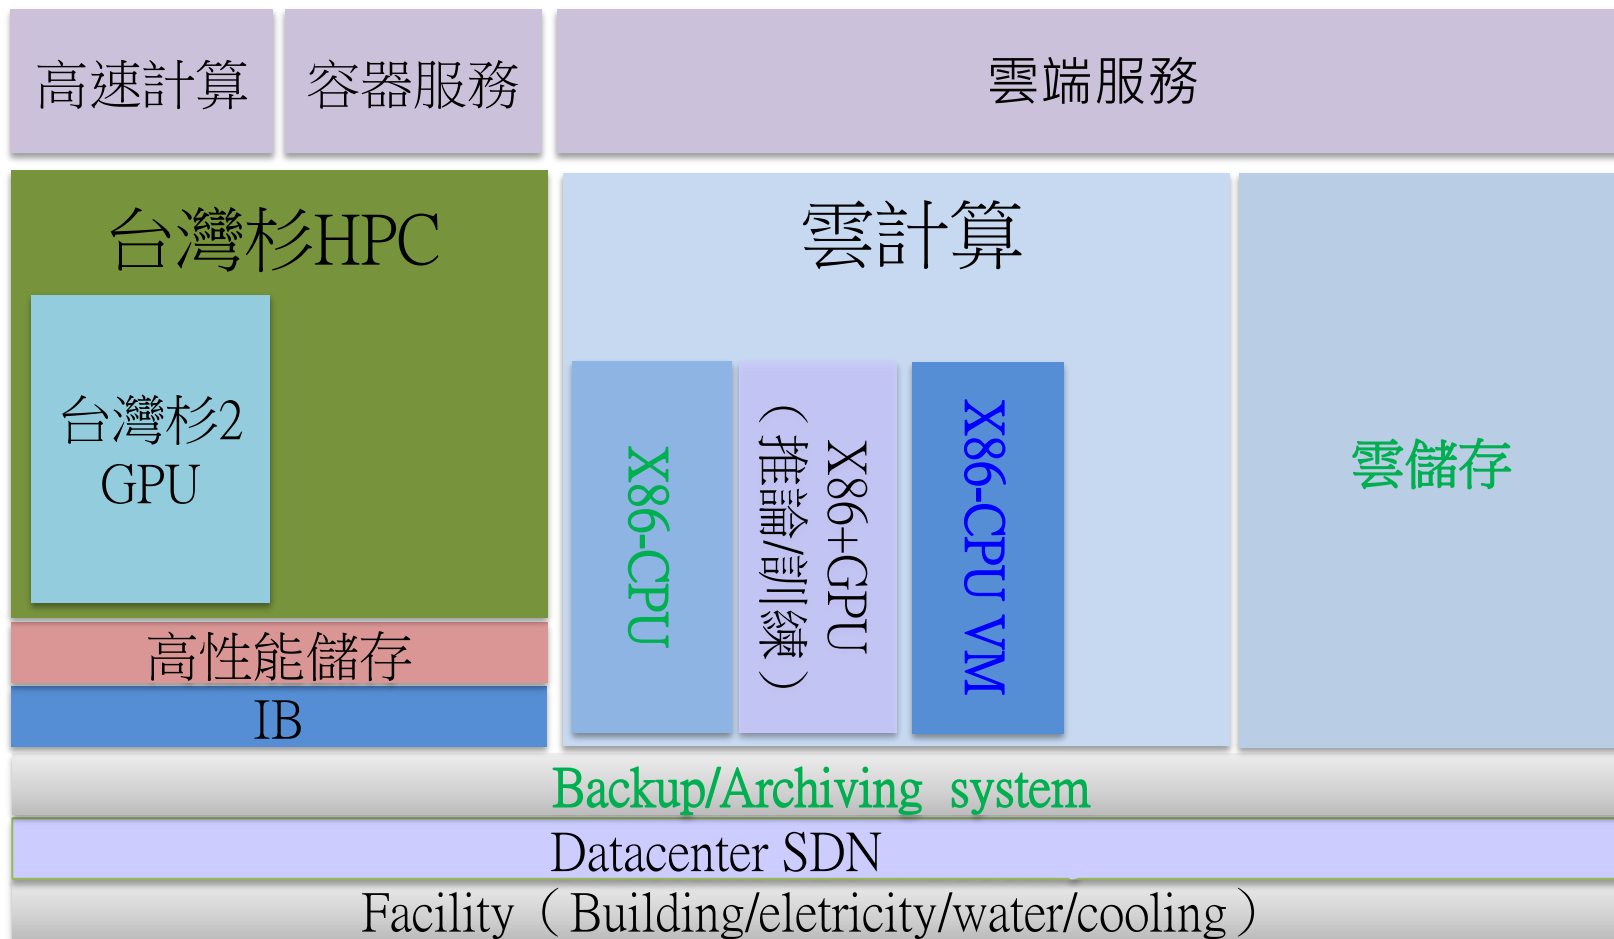 高速計算
容器服務
雲端服務
台灣杉HPC
台灣杉2
GPU
高性能儲存
IB
雲計算
X86-CPU
X86+GPU
（推論/訓練）
X86-CPU VM
雲儲存
Backup/Archiving system
Datacenter SDN
Facility（Building/eletricity/water/cooling）